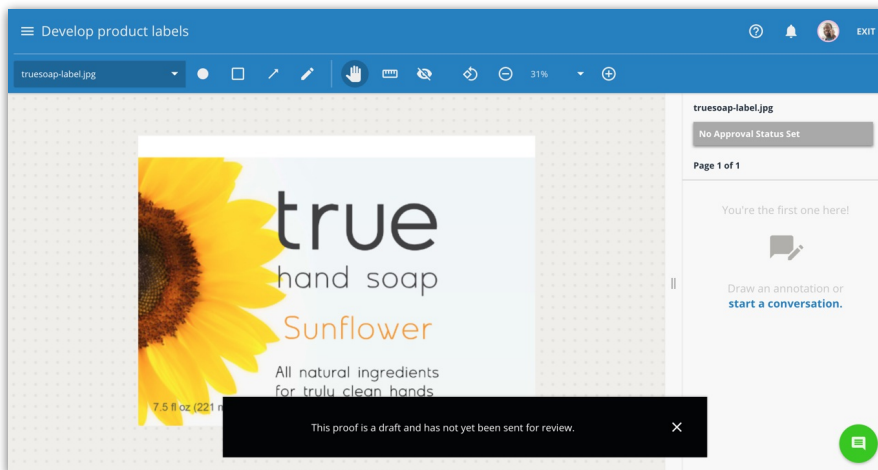 Develop product labels
EXIT
truesoap-label.jpg
31%
truesoap-label.jpg
No Approval Status Set
Page 1 of 1
You're the first one here!
Draw an annotation or
start a conversation.
true
hand soap
Sunflower
All natural ingredients
for truly clean hands
7.5 fl oz (221
This proof is a draft and has not yet been sent for review.